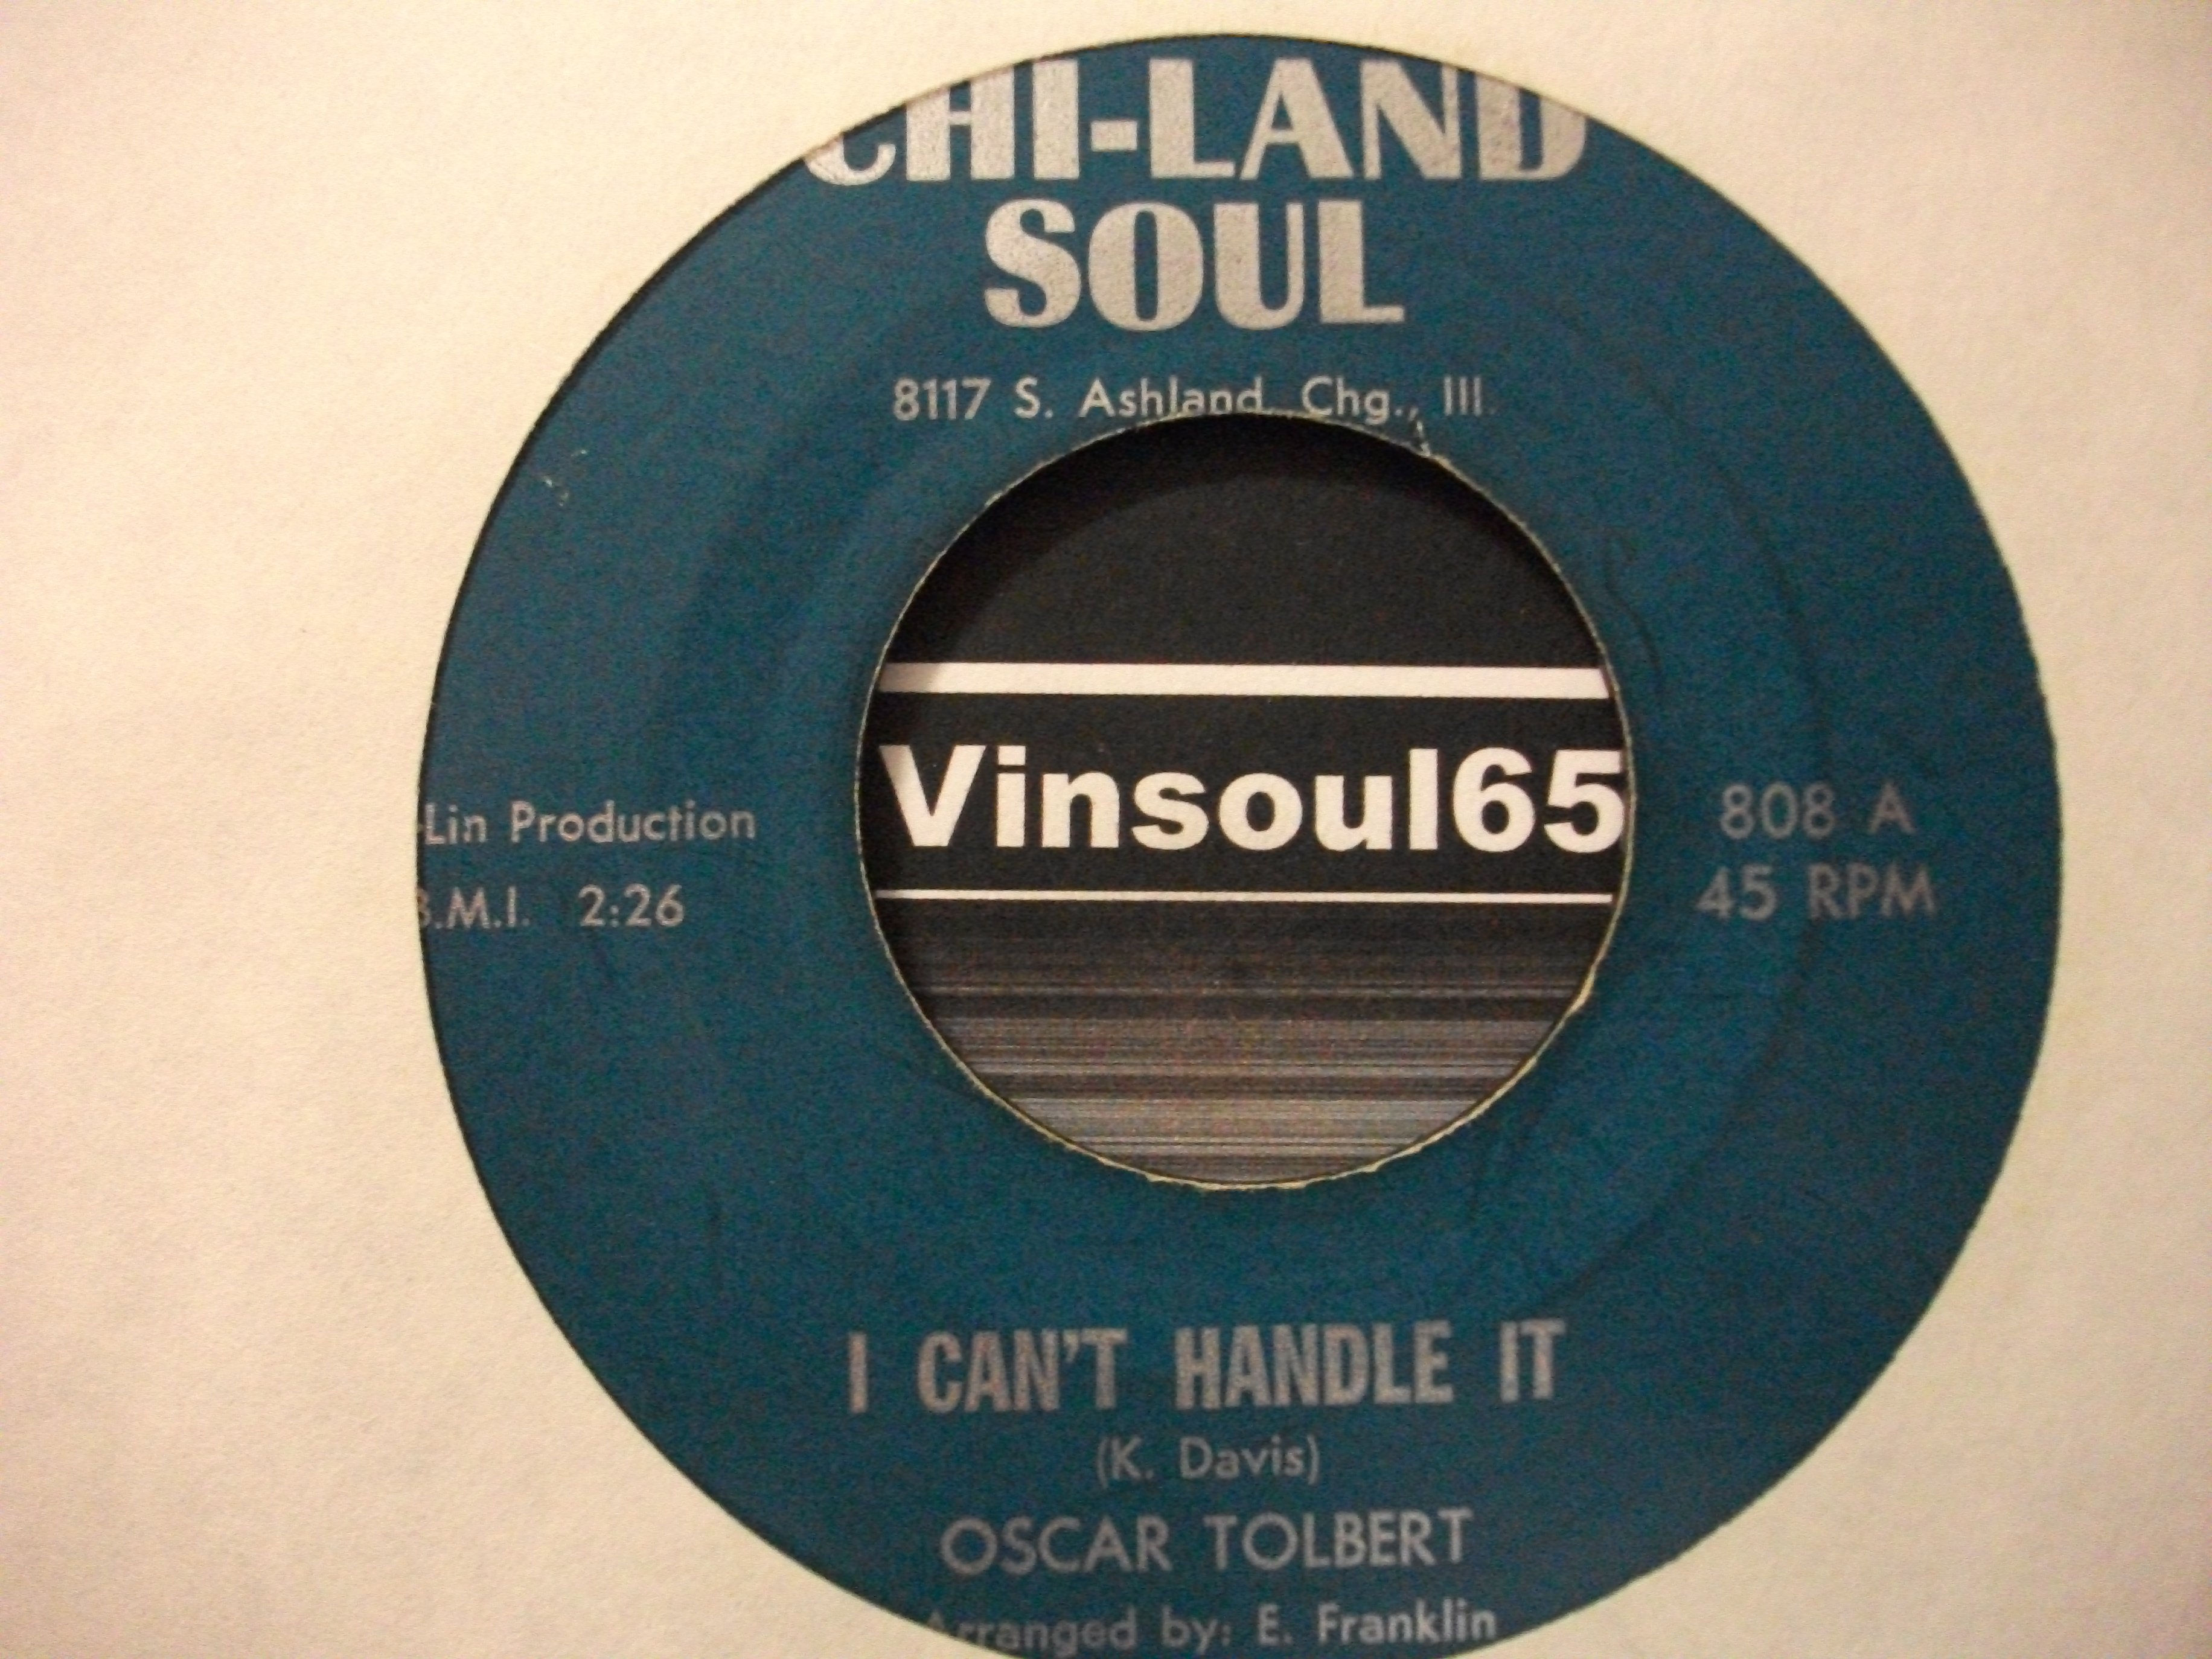 CHI-LAND
SOUL
8117 S. Ashland, Chg., Ill.
-Lin Production
B.M.I. 2:26
Vinsoul65
808 A
45 RPM
I CAN'T HANDLE IT
(K. Davis)
OSCAR TOLBERT
Arranged by: E. Franklin